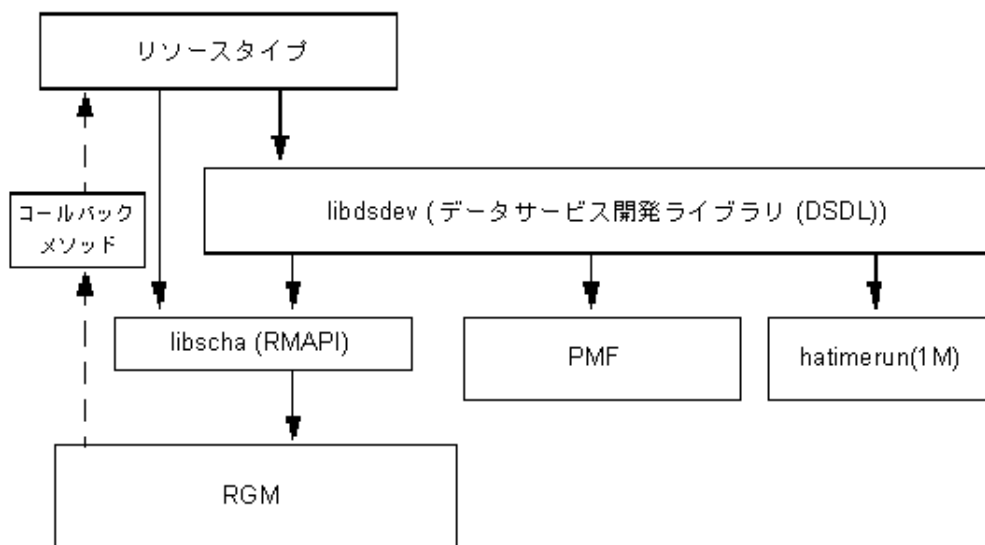 リソースタイプ
コールバック
メソッド
libdsdev (データサービス開発ライブラリ (DSDL))
libscha (RMAPI)
PMF
hatimerun(1M)
RGM